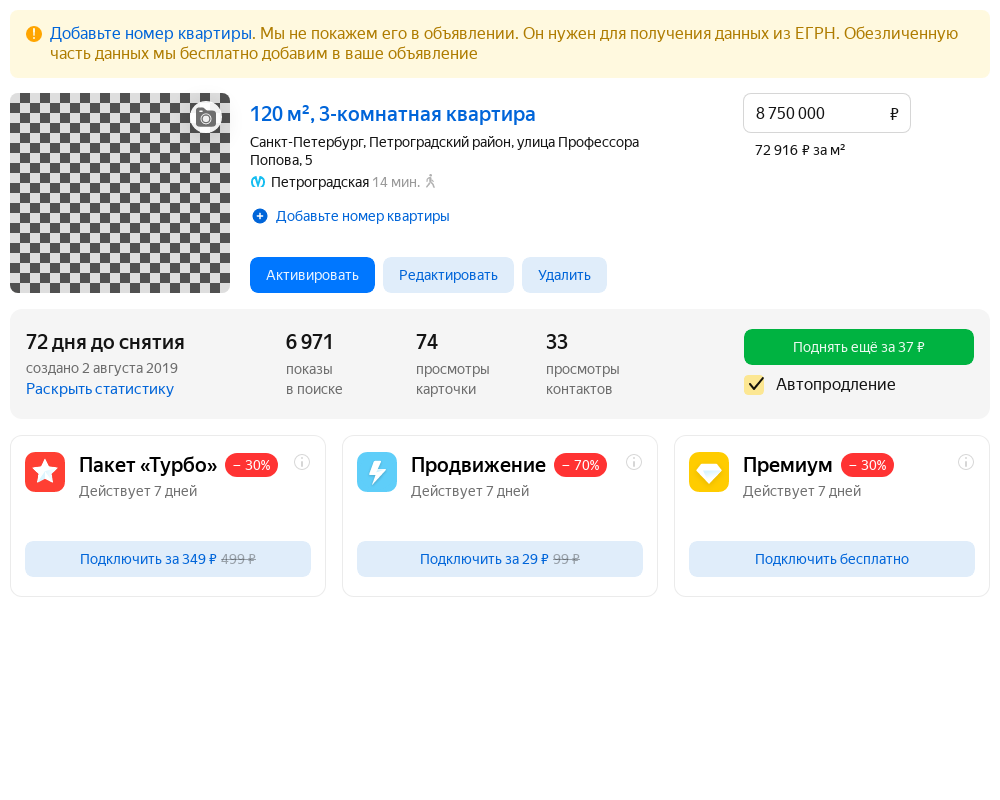 Добавьте номер квартиры. Мы не покажем его в объявлении. Он нужен для получения данных из ЕГРН. Обезличенную
часть данных мы бесплатно добавим в ваше объявление
120 м², 3-комнатная квартира
8 750 000 ₽
Санкт-Петербург, Петроградский район, улица Профессора
Попова, 5
72 916 ₽ за м²
Петроградская 14 мин.
Добавьте номер квартиры
Активировать
Редактировать
Удалить
72 дня до снятия
создано 2 августа 2019
Раскрыть статистику
6 971
показы
в поиске
74
просмотры
карточки
33
просмотры
контактов
Поднять ещё за 37 ₽
Автопродление
Пакет «Турбо» – 30%
Действует 7 дней
Подключить за 349 ₽ 499 ₽
Продвижение – 70%
Действует 7 дней
Подключить за 29 ₽ 99 ₽
Премиум – 30%
Действует 7 дней
Подключить бесплатно